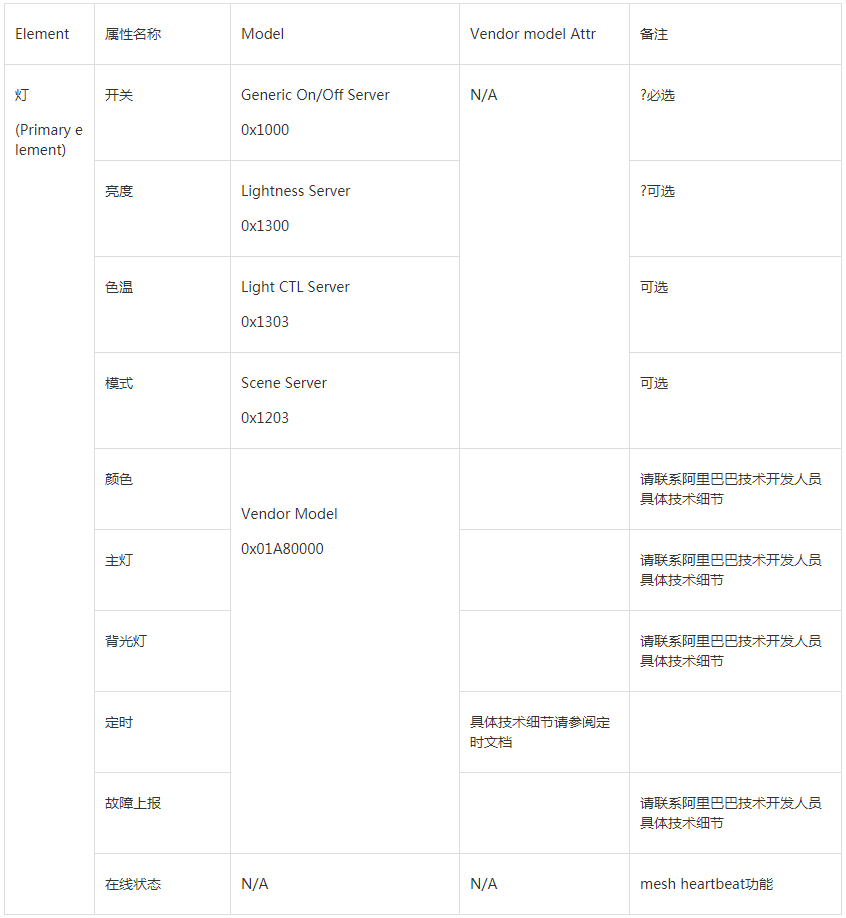 Element 属性名称 Model Vendor model Attr 备注
灯 开关 Generic On/Off Server N/A ?必选
(Primary e 0x1000
lement)
亮度 Lightness Server ?可选
0x1300
色温 Light CTL Server 可选
0x1303
模式 Scene Server 可选
0x1203
颜色 请联系阿里巴巴技术开发人员
具体技术细节
Vendor Model
0x01A80000
主灯 请联系阿里巴巴技术开发人员
具体技术细节
背光灯 请联系阿里巴巴技术开发人员
具体技术细节
定时 具体技术细节请参阅定
时文档
故障上报 请联系阿里巴巴技术开发人员
具体技术细节
在线状态 N/A N/A mesh heartbeat功能